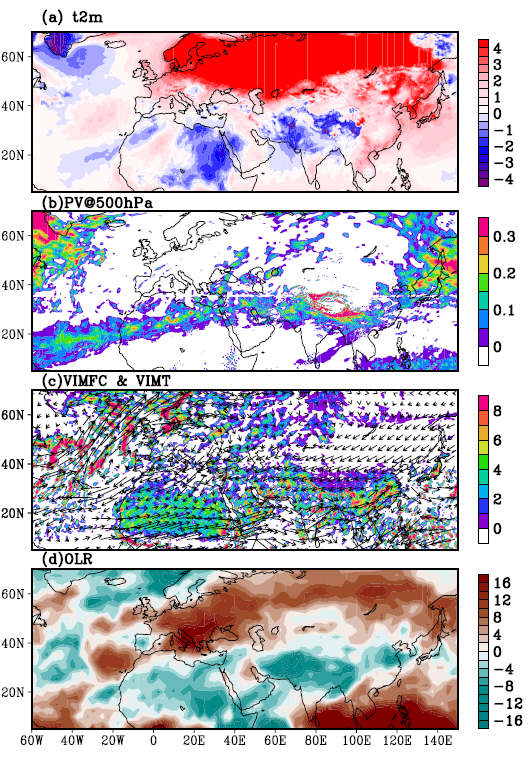 (a) t2m
60N
40N
20N
4
3
2
1
0
−1
−2
−3
−4
(b)PV@500hPa
60N
40N
20N
0.3
0.2
0.1
0
(c)VIMFC & VIMT
60N
40N
20N
8
6
4
2
0
(d)OLR
60N
40N
20N
16
12
8
4
0
−4
−8
−12
−16
60W 40W 20W 0 20E 40E 60E 80E 100E 120E 140E